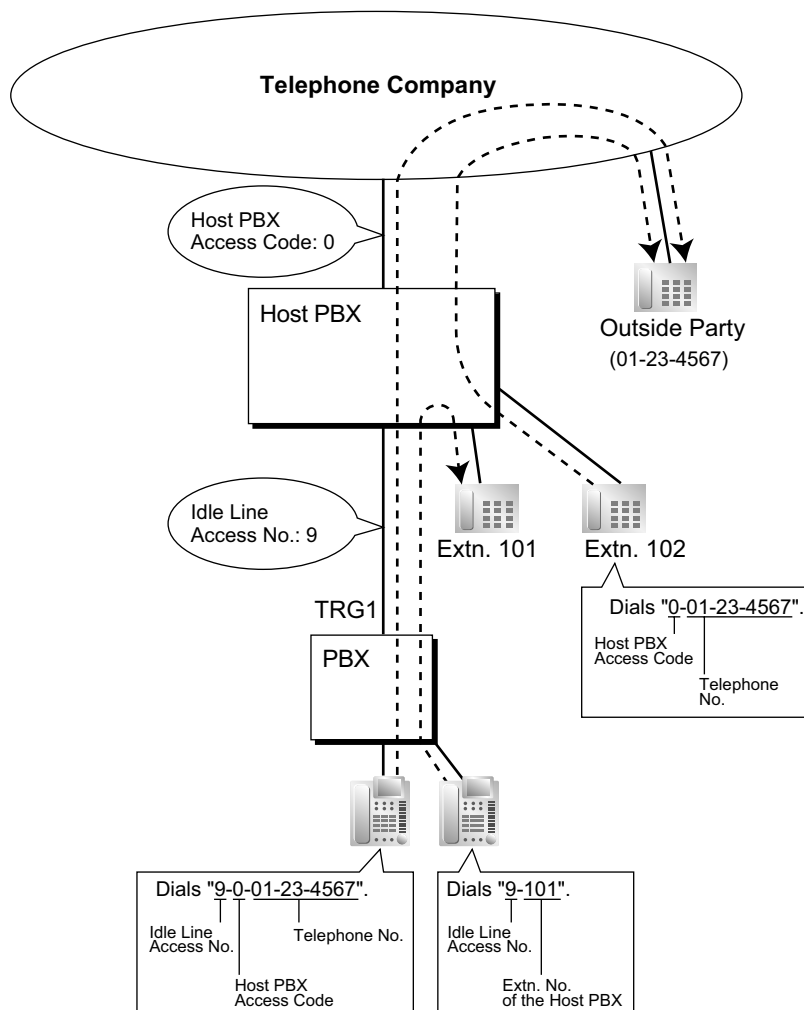 Telephone Company
Host PBX
Access Code: 0
Host PBX
Outside Party
(01-23-4567)
Idle Line
Access No.: 9
Extn. 101
Extn. 102
Dials "0-01-23-4567".
Host PBX
Access Code
Telephone
No.
TRG1
PBX
Dials "9-0-01-23-4567".
Idle Line
Access No.
Telephone No.
Host PBX
Access Code
Dials "9-101".
Idle Line
Access No.
Extn. No.
of the Host PBX